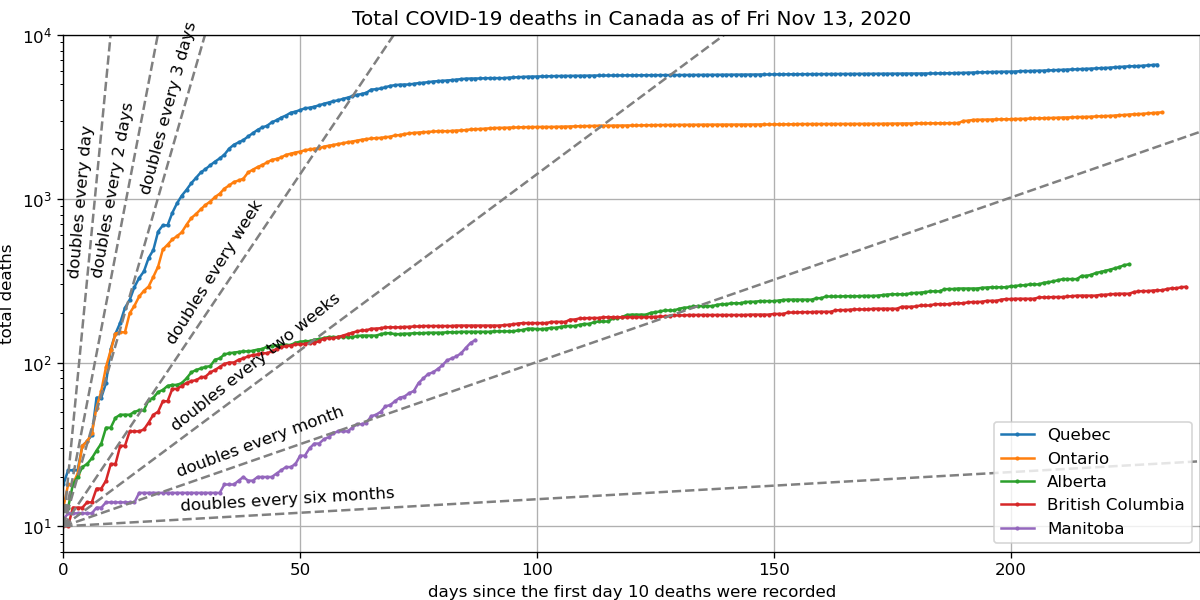 Total COVID-19 deaths in Canada as of Fri Nov 13, 2020
10⁴
10³
10²
10¹
total deaths
doubles every day
doubles every 2 days
doubles every 3 days
doubles every week
doubles every two weeks
doubles every month
doubles every six months
Quebec
Ontario
Alberta
British Columbia
Manitoba
0 50 100 150 200
days since the first day 10 deaths were recorded